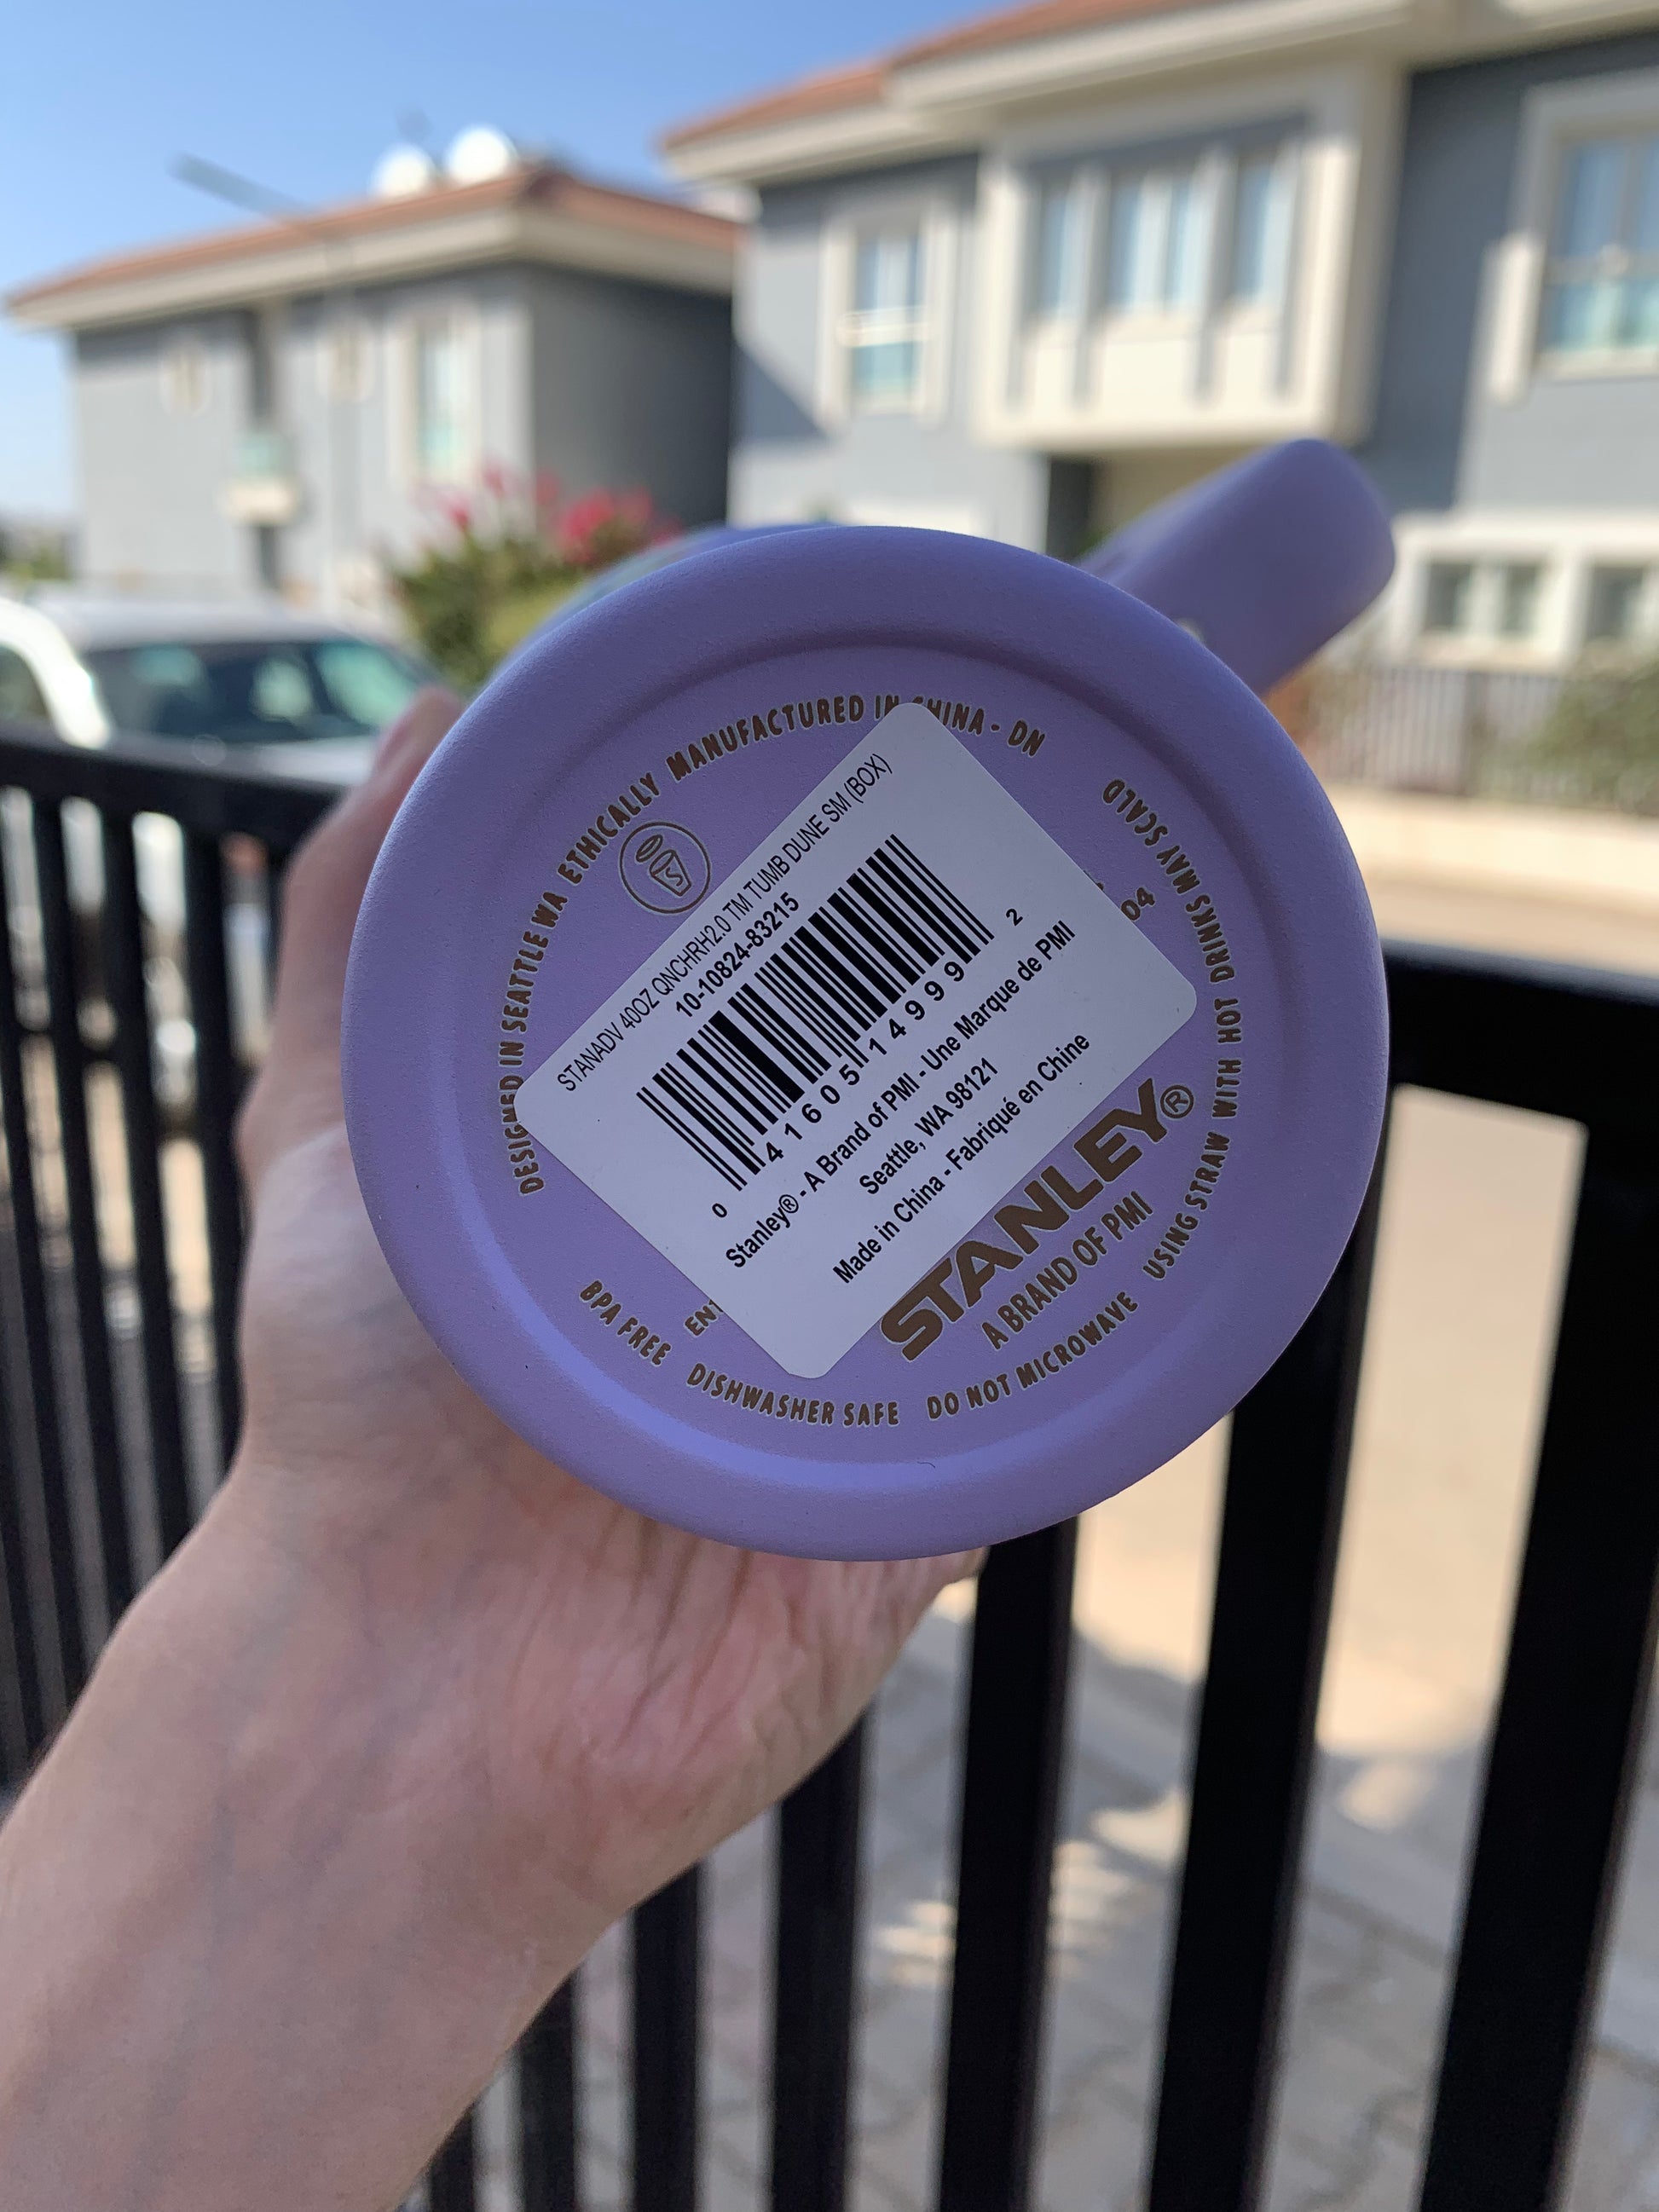 DESIGNED IN SEATTLE WA ETHICALLY MANUFACTURED IN CHINA - DN
STANADV 40OZ QNCHRH2.0 TM TUMB DUNE SM (BOX)
10-10824-83215
0 41605 14999 2
Stanley® - A Brand of PMI - Une Marque de PMI
Seattle, WA 98121
Made in China - Fabriqué en Chine
04
STANLEY®
A BRAND OF PMI
BPA FREE DISHWASHER SAFE DO NOT MICROWAVE USING STRAW WITH HOT DRINKS MAY SCALD